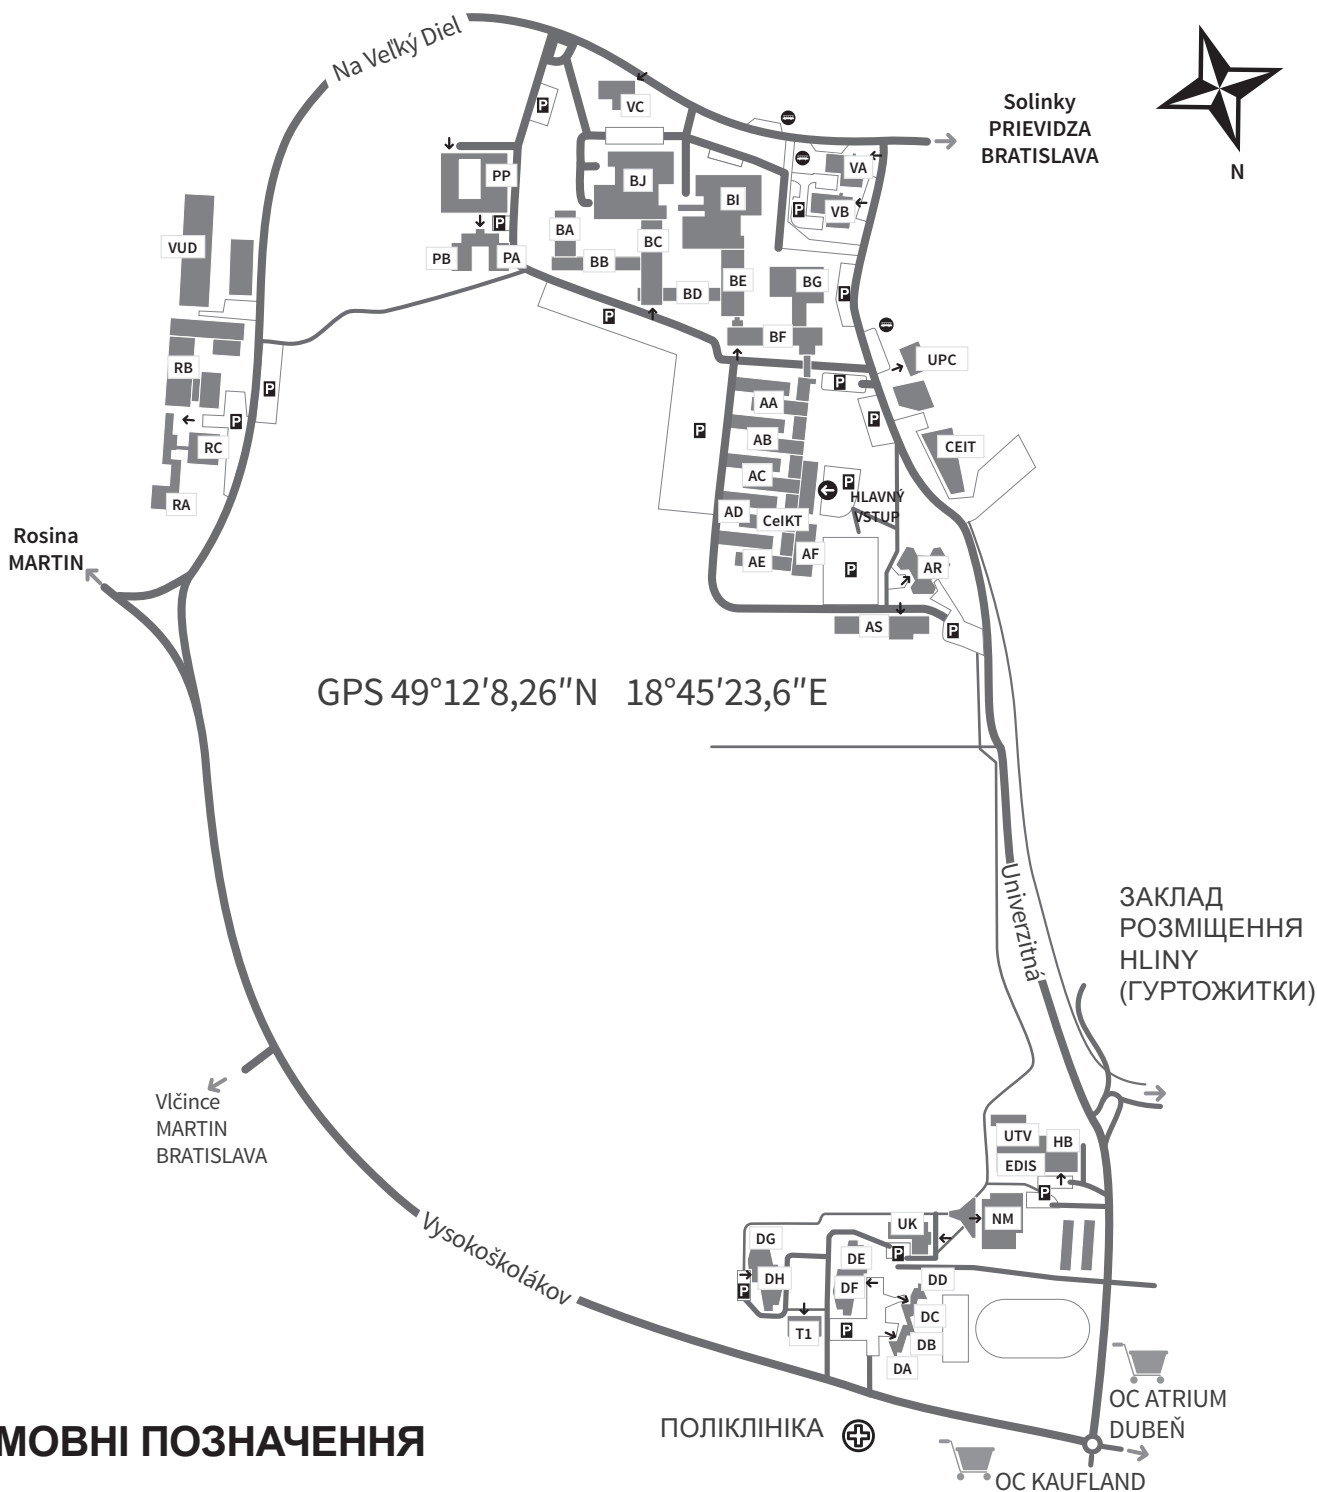 Na Veľký Diel
P
VC
Solinky
PRIEVIDZA
BRATISLAVA
N
PP
BJ
BI
VA
VB
P
P
VUD
PB
PA
BA
BB
BC
BD
BE
BG
P
P
BF
UPC
RB
P
P
RC
RA
AA
P
P
AB
P
AC
CEIT
P
HLAVNÝ
VSTUP
AD
CeIKT
AE
AF
P
AR
AS
P
Rosina
MARTIN
GPS 49°12′8,26″N 18°45′23,6″E
Univerzitná
ЗАКЛАД
РОЗМІЩЕННЯ
HLINY
(ГУРТОЖИТКИ)
Vlčince
MARTIN
BRATISLAVA
UTV
HB
EDIS
P
NM
UK
P
DG
DE
DH
P
DF
DD
DC
T1
P
DB
DA
Vysokoškolákov
OC ATRIUM
DUBEŇ
ПОЛІКЛІНІКА
OC KAUFLAND
МОВНІ ПОЗНАЧЕННЯ